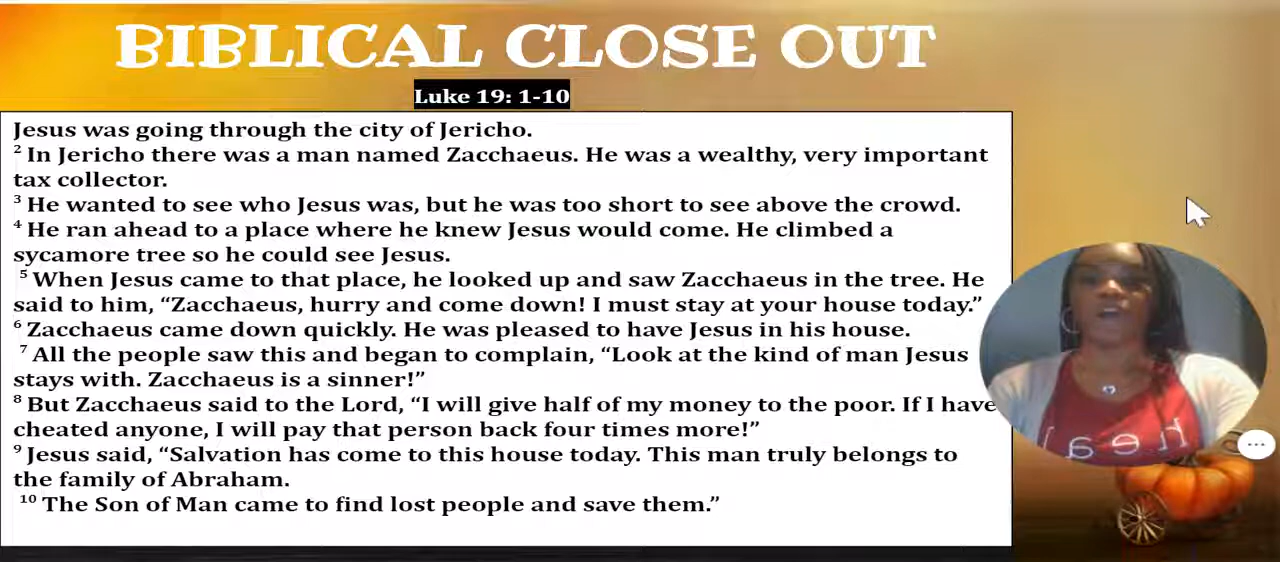 BIBLICAL CLOSE OUT
Luke 19: 1-10
Jesus was going through the city of Jericho.
² In Jericho there was a man named Zacchaeus. He was a wealthy, very important
tax collector.
³ He wanted to see who Jesus was, but he was too short to see above the crowd.
⁴ He ran ahead to a place where he knew Jesus would come. He climbed a
sycamore tree so he could see Jesus.
⁵ When Jesus came to that place, he looked up and saw Zacchaeus in the tree. He
said to him, “Zacchaeus, hurry and come down! I must stay at your house today.”
⁶ Zacchaeus came down quickly. He was pleased to have Jesus in his house.
⁷ All the people saw this and began to complain, “Look at the kind of man Jesus
stays with. Zacchaeus is a sinner!”
⁸ But Zacchaeus said to the Lord, “I will give half of my money to the poor. If I have
cheated anyone, I will pay that person back four times more!”
⁹ Jesus said, “Salvation has come to this house today. This man truly belongs to
the family of Abraham.
¹⁰ The Son of Man came to find lost people and save them.”